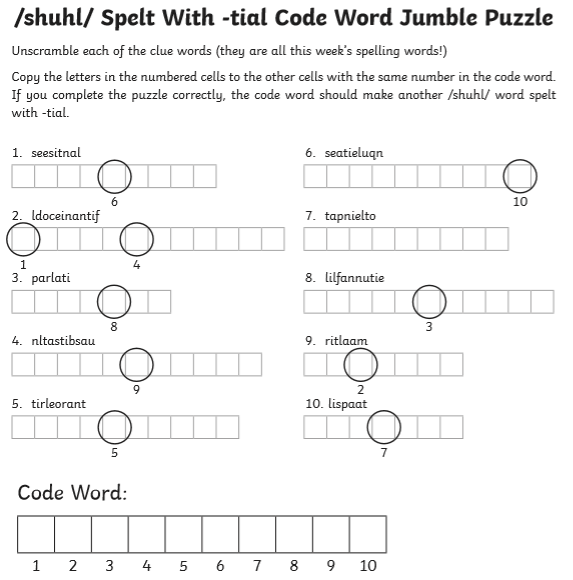 /shuhl/ Spelt With -tial Code Word Jumble Puzzle
Unscramble each of the clue words (they are all this week's spelling words!)
Copy the letters in the numbered cells to the other cells with the same number in the code word.
If you complete the puzzle correctly, the code word should make another /shuhl/ word spelt
with -tial.
1. seesitnal
6
2. ldoceinantif
1 4
3. parlati
8
4. nltastibsau
9
5. tirleorant
5
6. seatieluqn
10
7. tapnielto
8. lilfannutie
3
9. ritlaam
2
10. lispaat
7
Code Word:
1 2 3 4 5 6 7 8 9 10